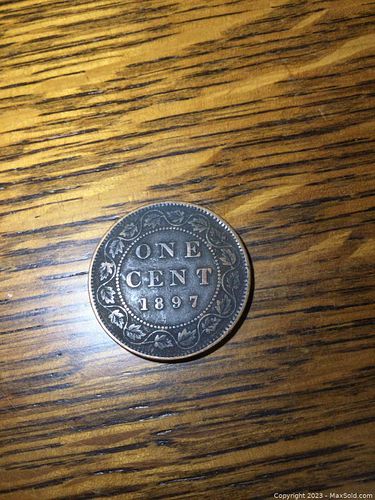 ONE
CENT
1897
Copyright 2023 - MaxSold.com